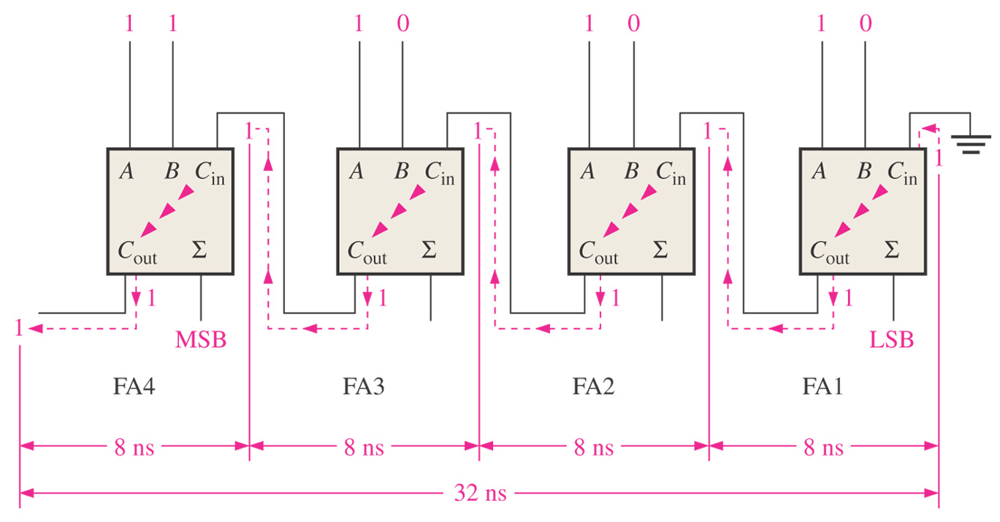 1 1 1 0 1 0 1 0
1 1 1 1
A B Cin A B Cin A B Cin A B Cin
Cout Σ Cout Σ Cout Σ Cout Σ
1 1 1 1
1 MSB LSB
FA4 FA3 FA2 FA1
8 ns 8 ns 8 ns 8 ns
32 ns